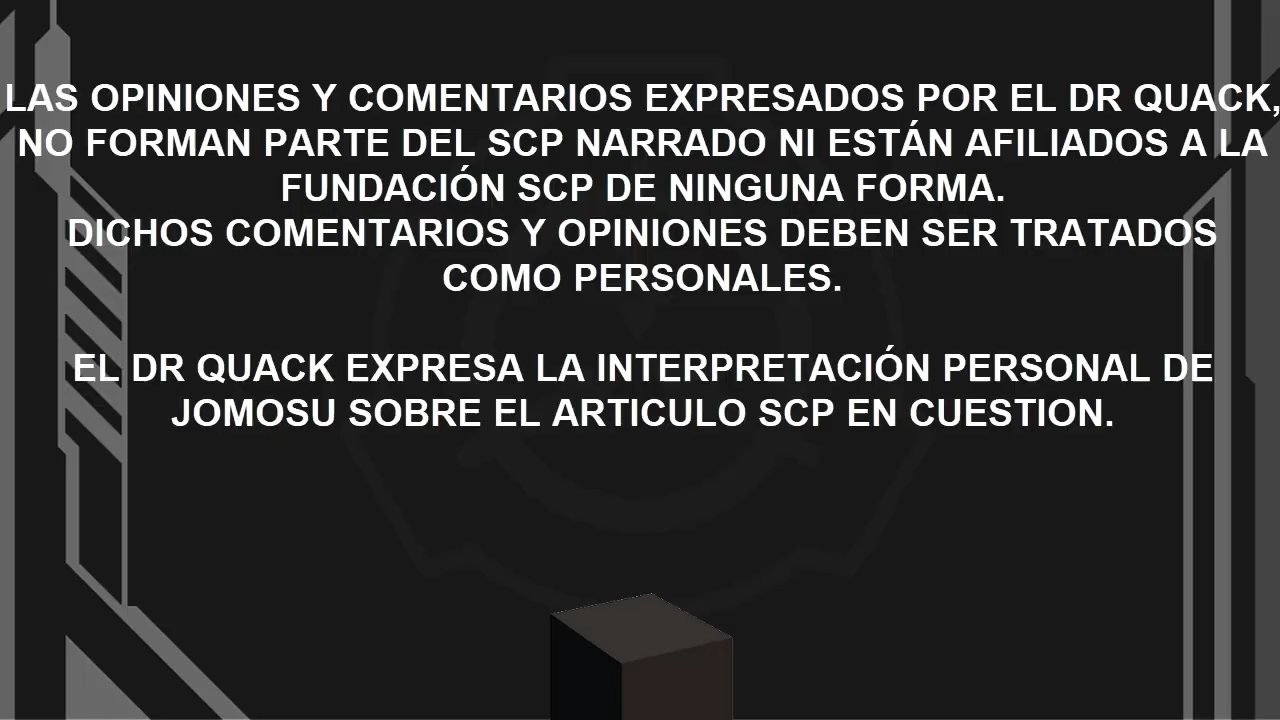 LAS OPINIONES Y COMENTARIOS EXPRESADOS POR EL DR QUACK,
NO FORMAN PARTE DEL SCP NARRADO NI ESTÁN AFILIADOS A LA
FUNDACIÓN SCP DE NINGUNA FORMA.
DICHOS COMENTARIOS Y OPINIONES DEBEN SER TRATADOS
COMO PERSONALES.
EL DR QUACK EXPRESA LA INTERPRETACIÓN PERSONAL DE
JOMOSU SOBRE EL ARTICULO SCP EN CUESTION.